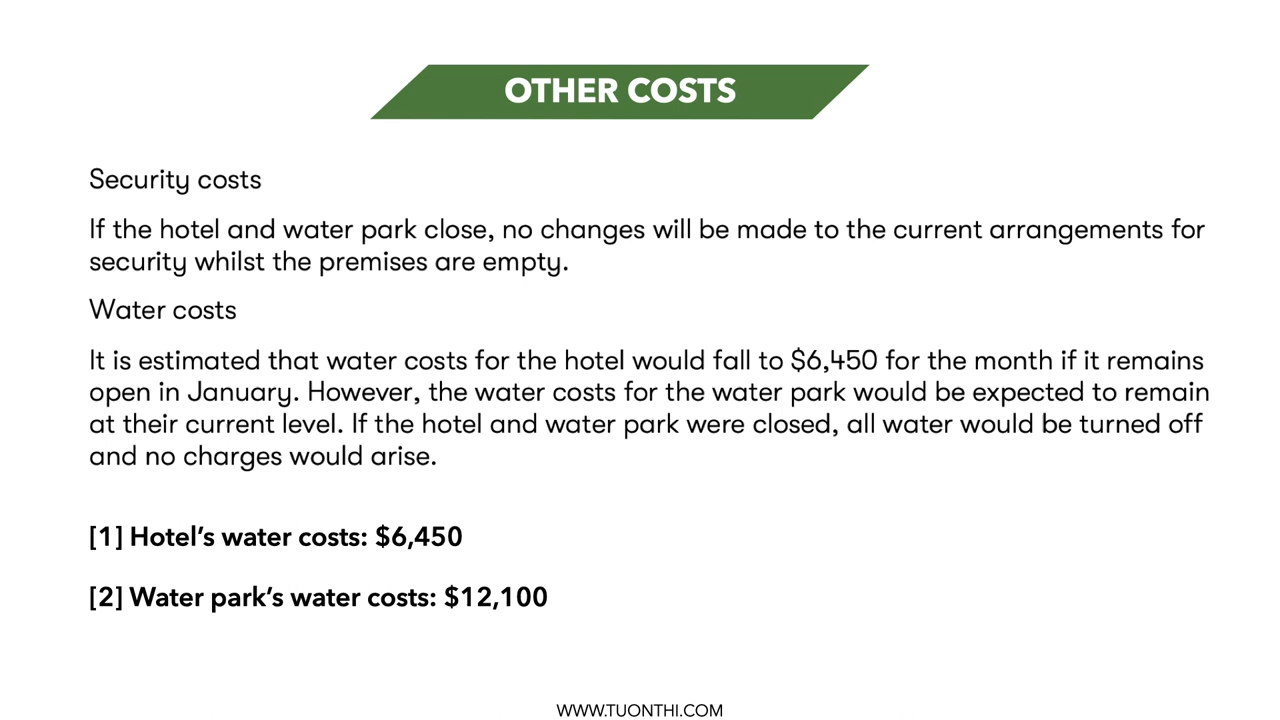 OTHER COSTS
Security costs
If the hotel and water park close, no changes will be made to the current arrangements for
security whilst the premises are empty.
Water costs
It is estimated that water costs for the hotel would fall to $6,450 for the month if it remains
open in January. However, the water costs for the water park would be expected to remain
at their current level. If the hotel and water park were closed, all water would be turned off
and no charges would arise.
[1] Hotel’s water costs: $6,450
[2] Water park’s water costs: $12,100
WWW.TUONTHI.COM